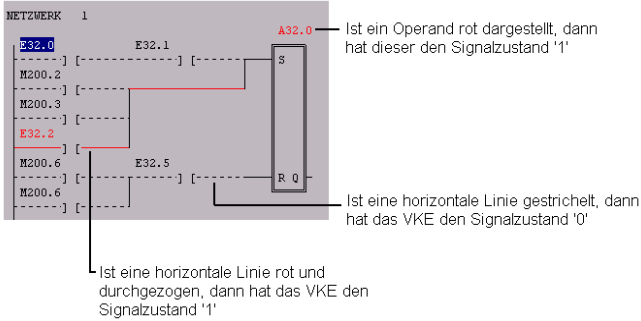 NETZWERK 1
A32.0
E32.0 E32.1
] [ ] [ S
M200.2
] [
M200.3
] [
E32.2
] [
M200.6 E32.5
] [ ] [ R Q
M200.6
] [
Ist ein Operand rot dargestellt, dann
hat dieser den Signalzustand '1'
Ist eine horizontale Linie gestrichelt, dann
hat das VKE den Signalzustand '0'
Ist eine horizontale Linie rot und
durchgezogen, dann hat das VKE den
Signalzustand '1'